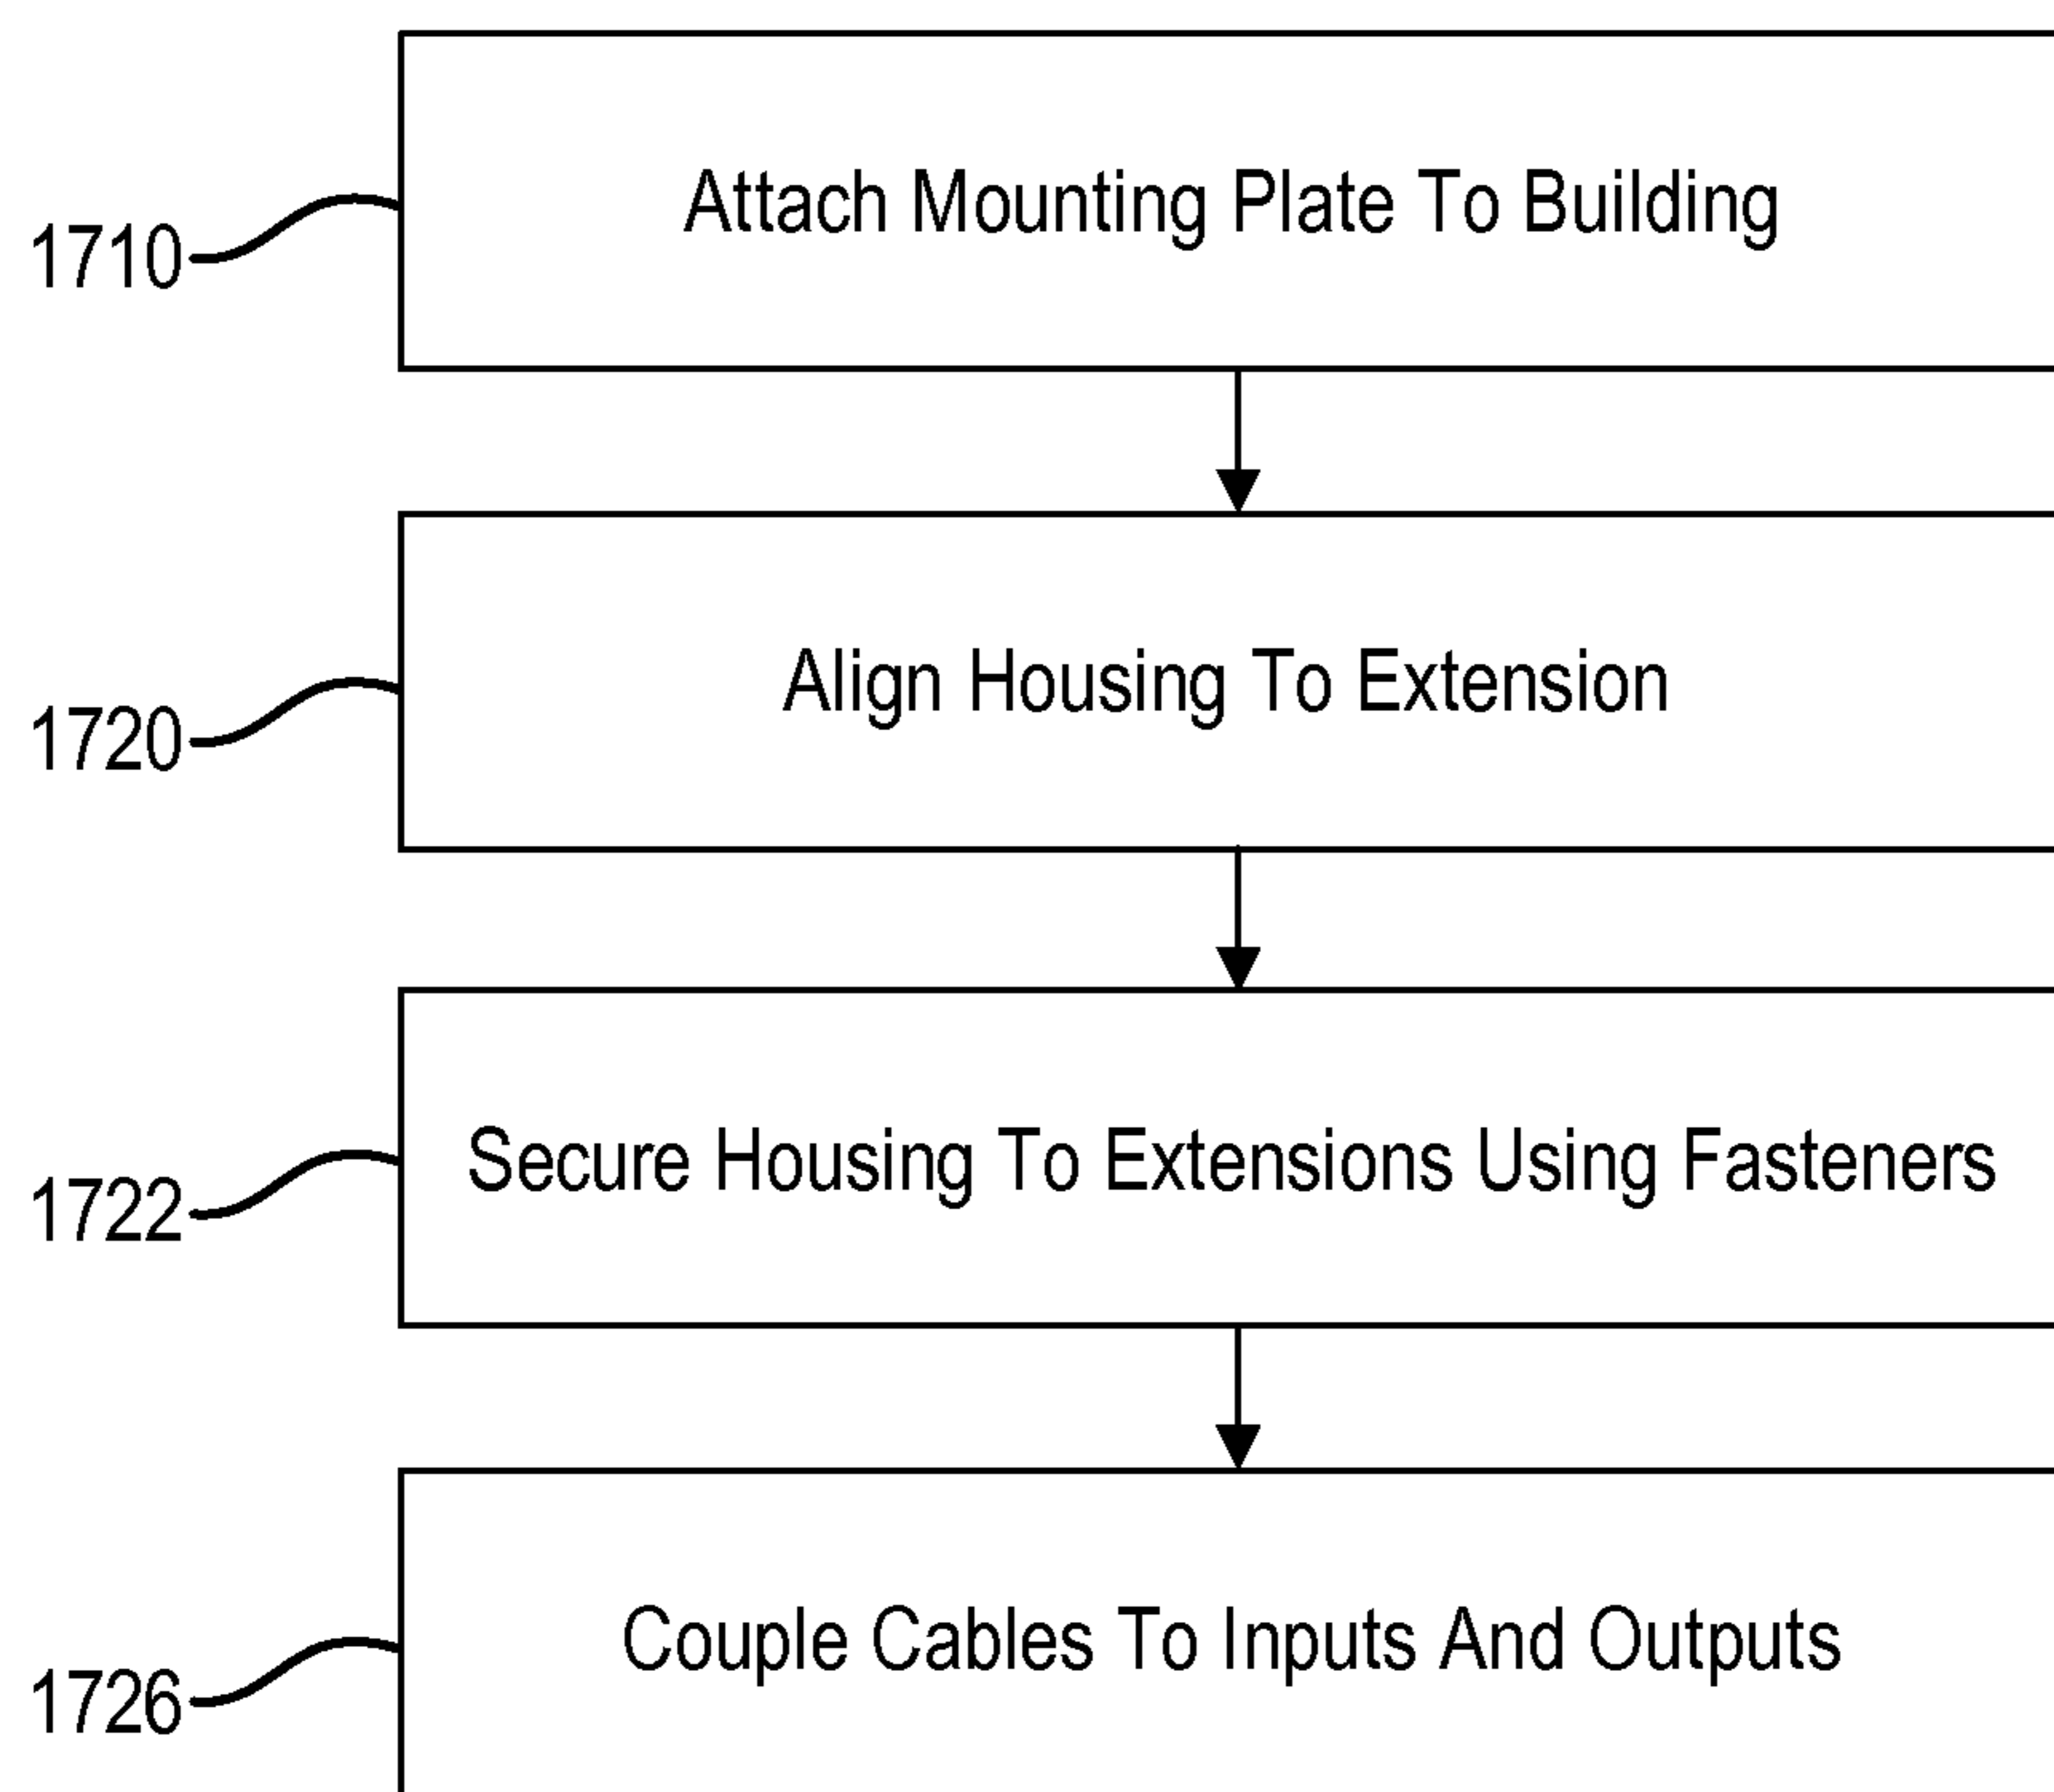 1710
Attach Mounting Plate To Building
1720
Align Housing To Extension
1722
Secure Housing To Extensions Using Fasteners
1726
Couple Cables To Inputs And Outputs